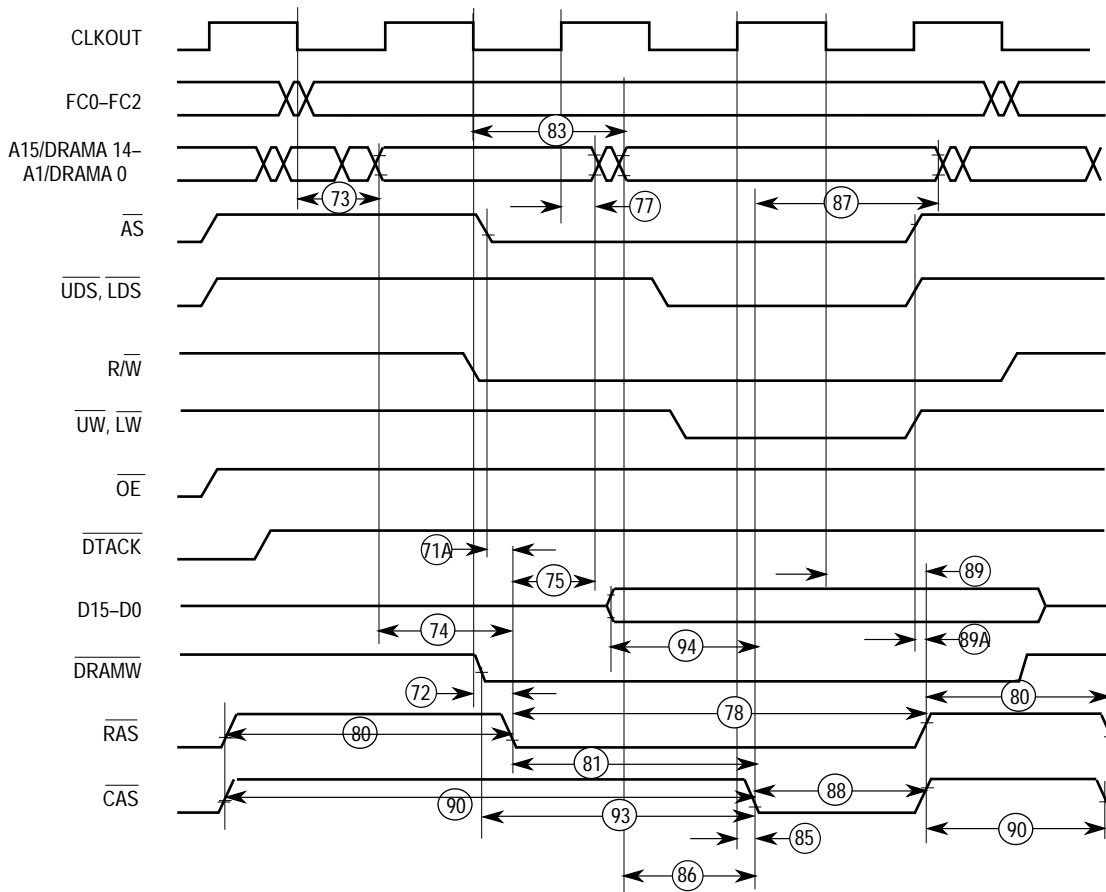 CLKOUT
FC0–FC2
83
A15/DRAMA 14–
A1/DRAMA 0
73
77
87
AS
UDS, LDS
R/W
UW, LW
OE
DTACK
71A
75
89
D15–D0
74
94
89A
DRAMW
72
80
78
RAS
80
81
CAS
88
90
93
90
85
86